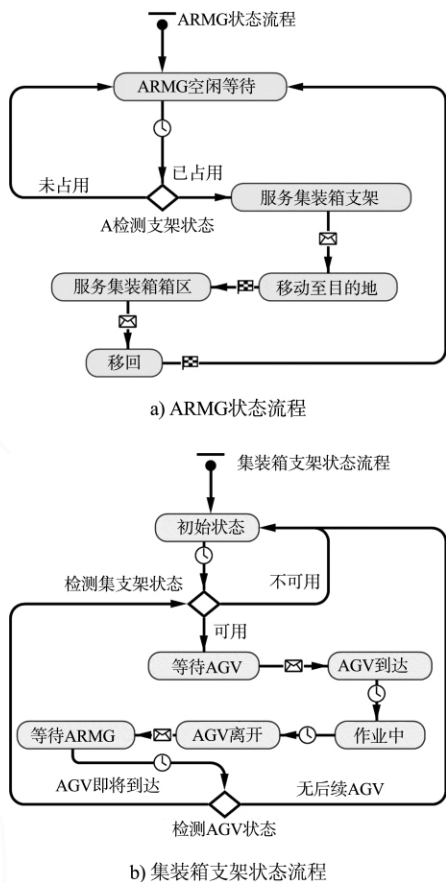 ARMG状态流程
ARMG空闲等待
未占用
已占用
A检测支架状态
服务集装箱支架
服务集装箱箱区
移动至目的地
移回
a) ARMG状态流程
集装箱支架状态流程
初始状态
检测集支架状态
不可用
可用
等待AGV
AGV到达
等待ARMG
AGV离开
作业中
AGV即将到达
无后续AGV
检测AGV状态
b) 集装箱支架状态流程